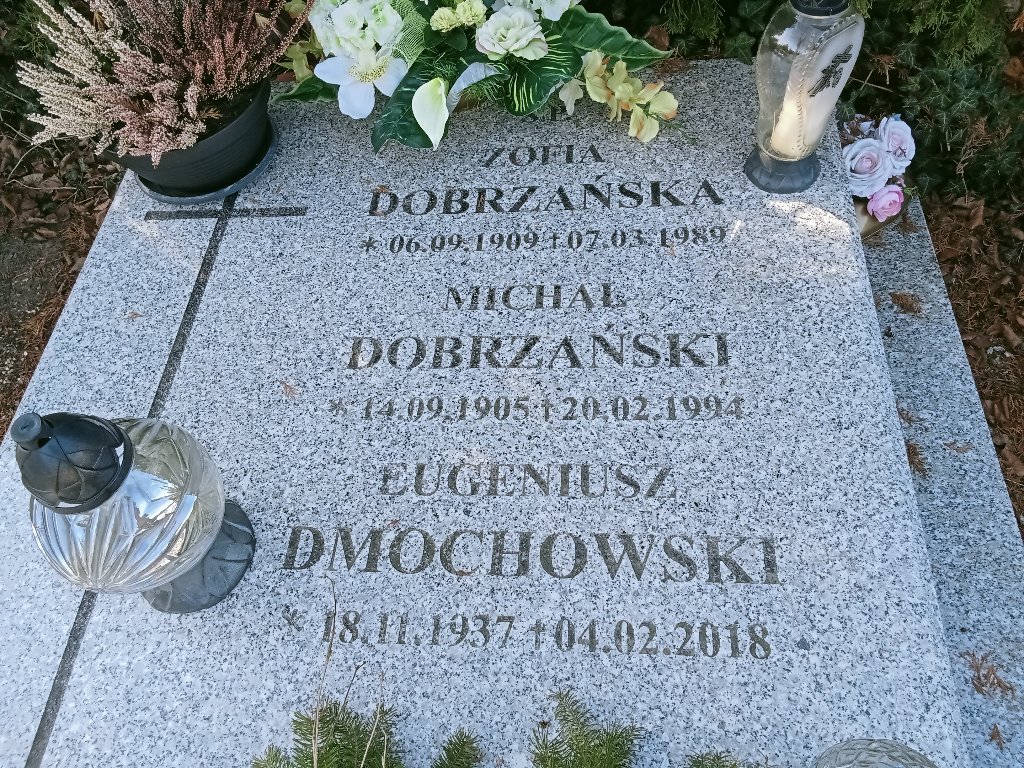 ZOFIA
DOBRZAŃSKA
* 06.09.1909 † 07.03.1989
MICHAŁ
DOBRZAŃSKI
* 14.09.1905 † 20.02.1994
EUGENIUSZ
DMOCHOWSKI
* 18.11.1937 † 04.02.2018